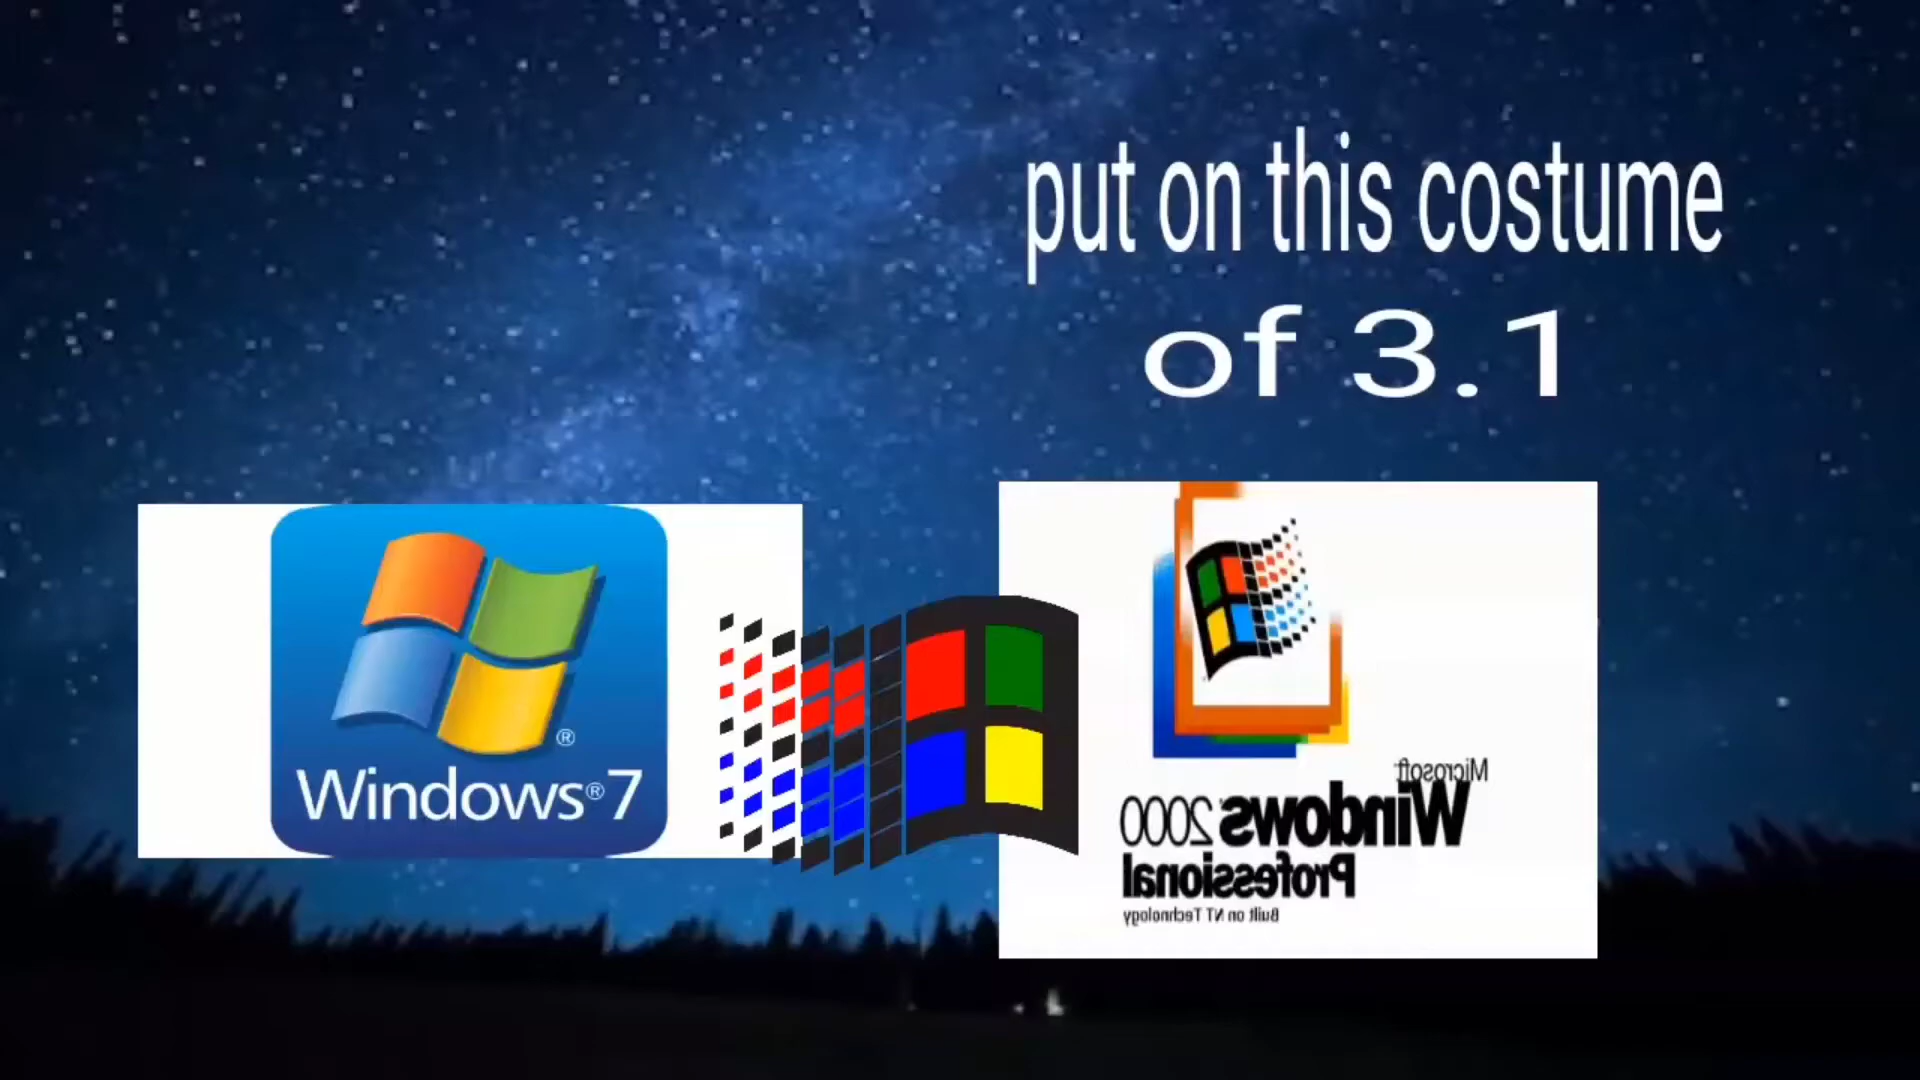 put on this costume
of 3.1
Windows®7
®
Microsoft
Windows 2000
Professional
Built on NT Technology